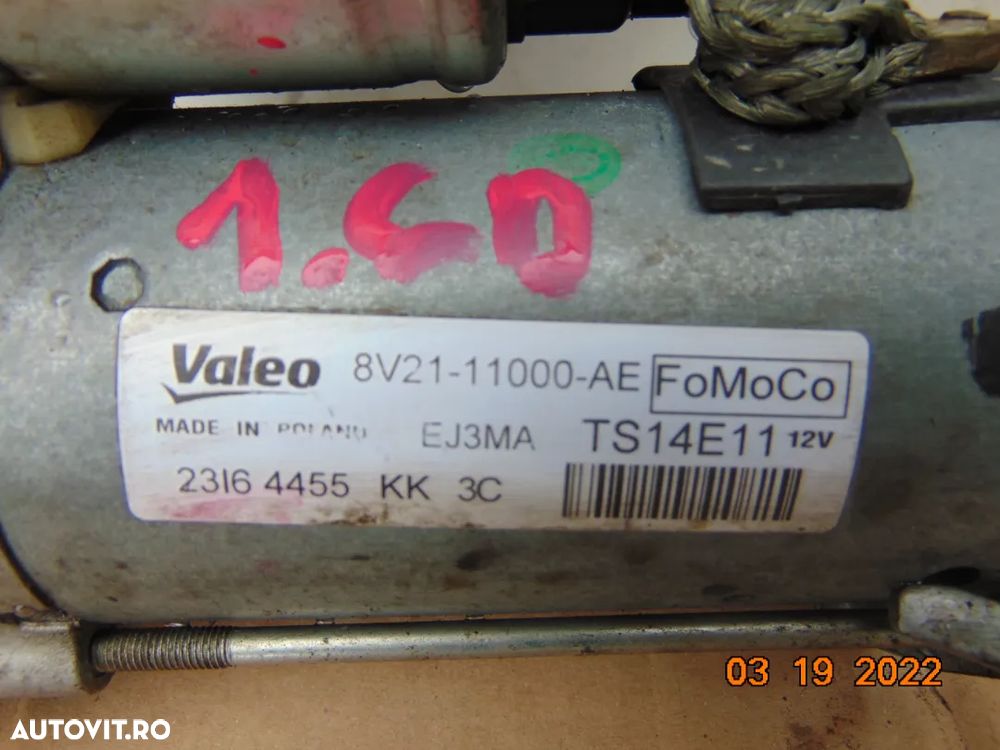 1.6D
Valeo 8V21-11000-AE FoMoCo
MADE IN POLAND EJ3MA TS14E11 12V
23I6 4455 KK 3C
03 19 2022
AUTOVIT.RO